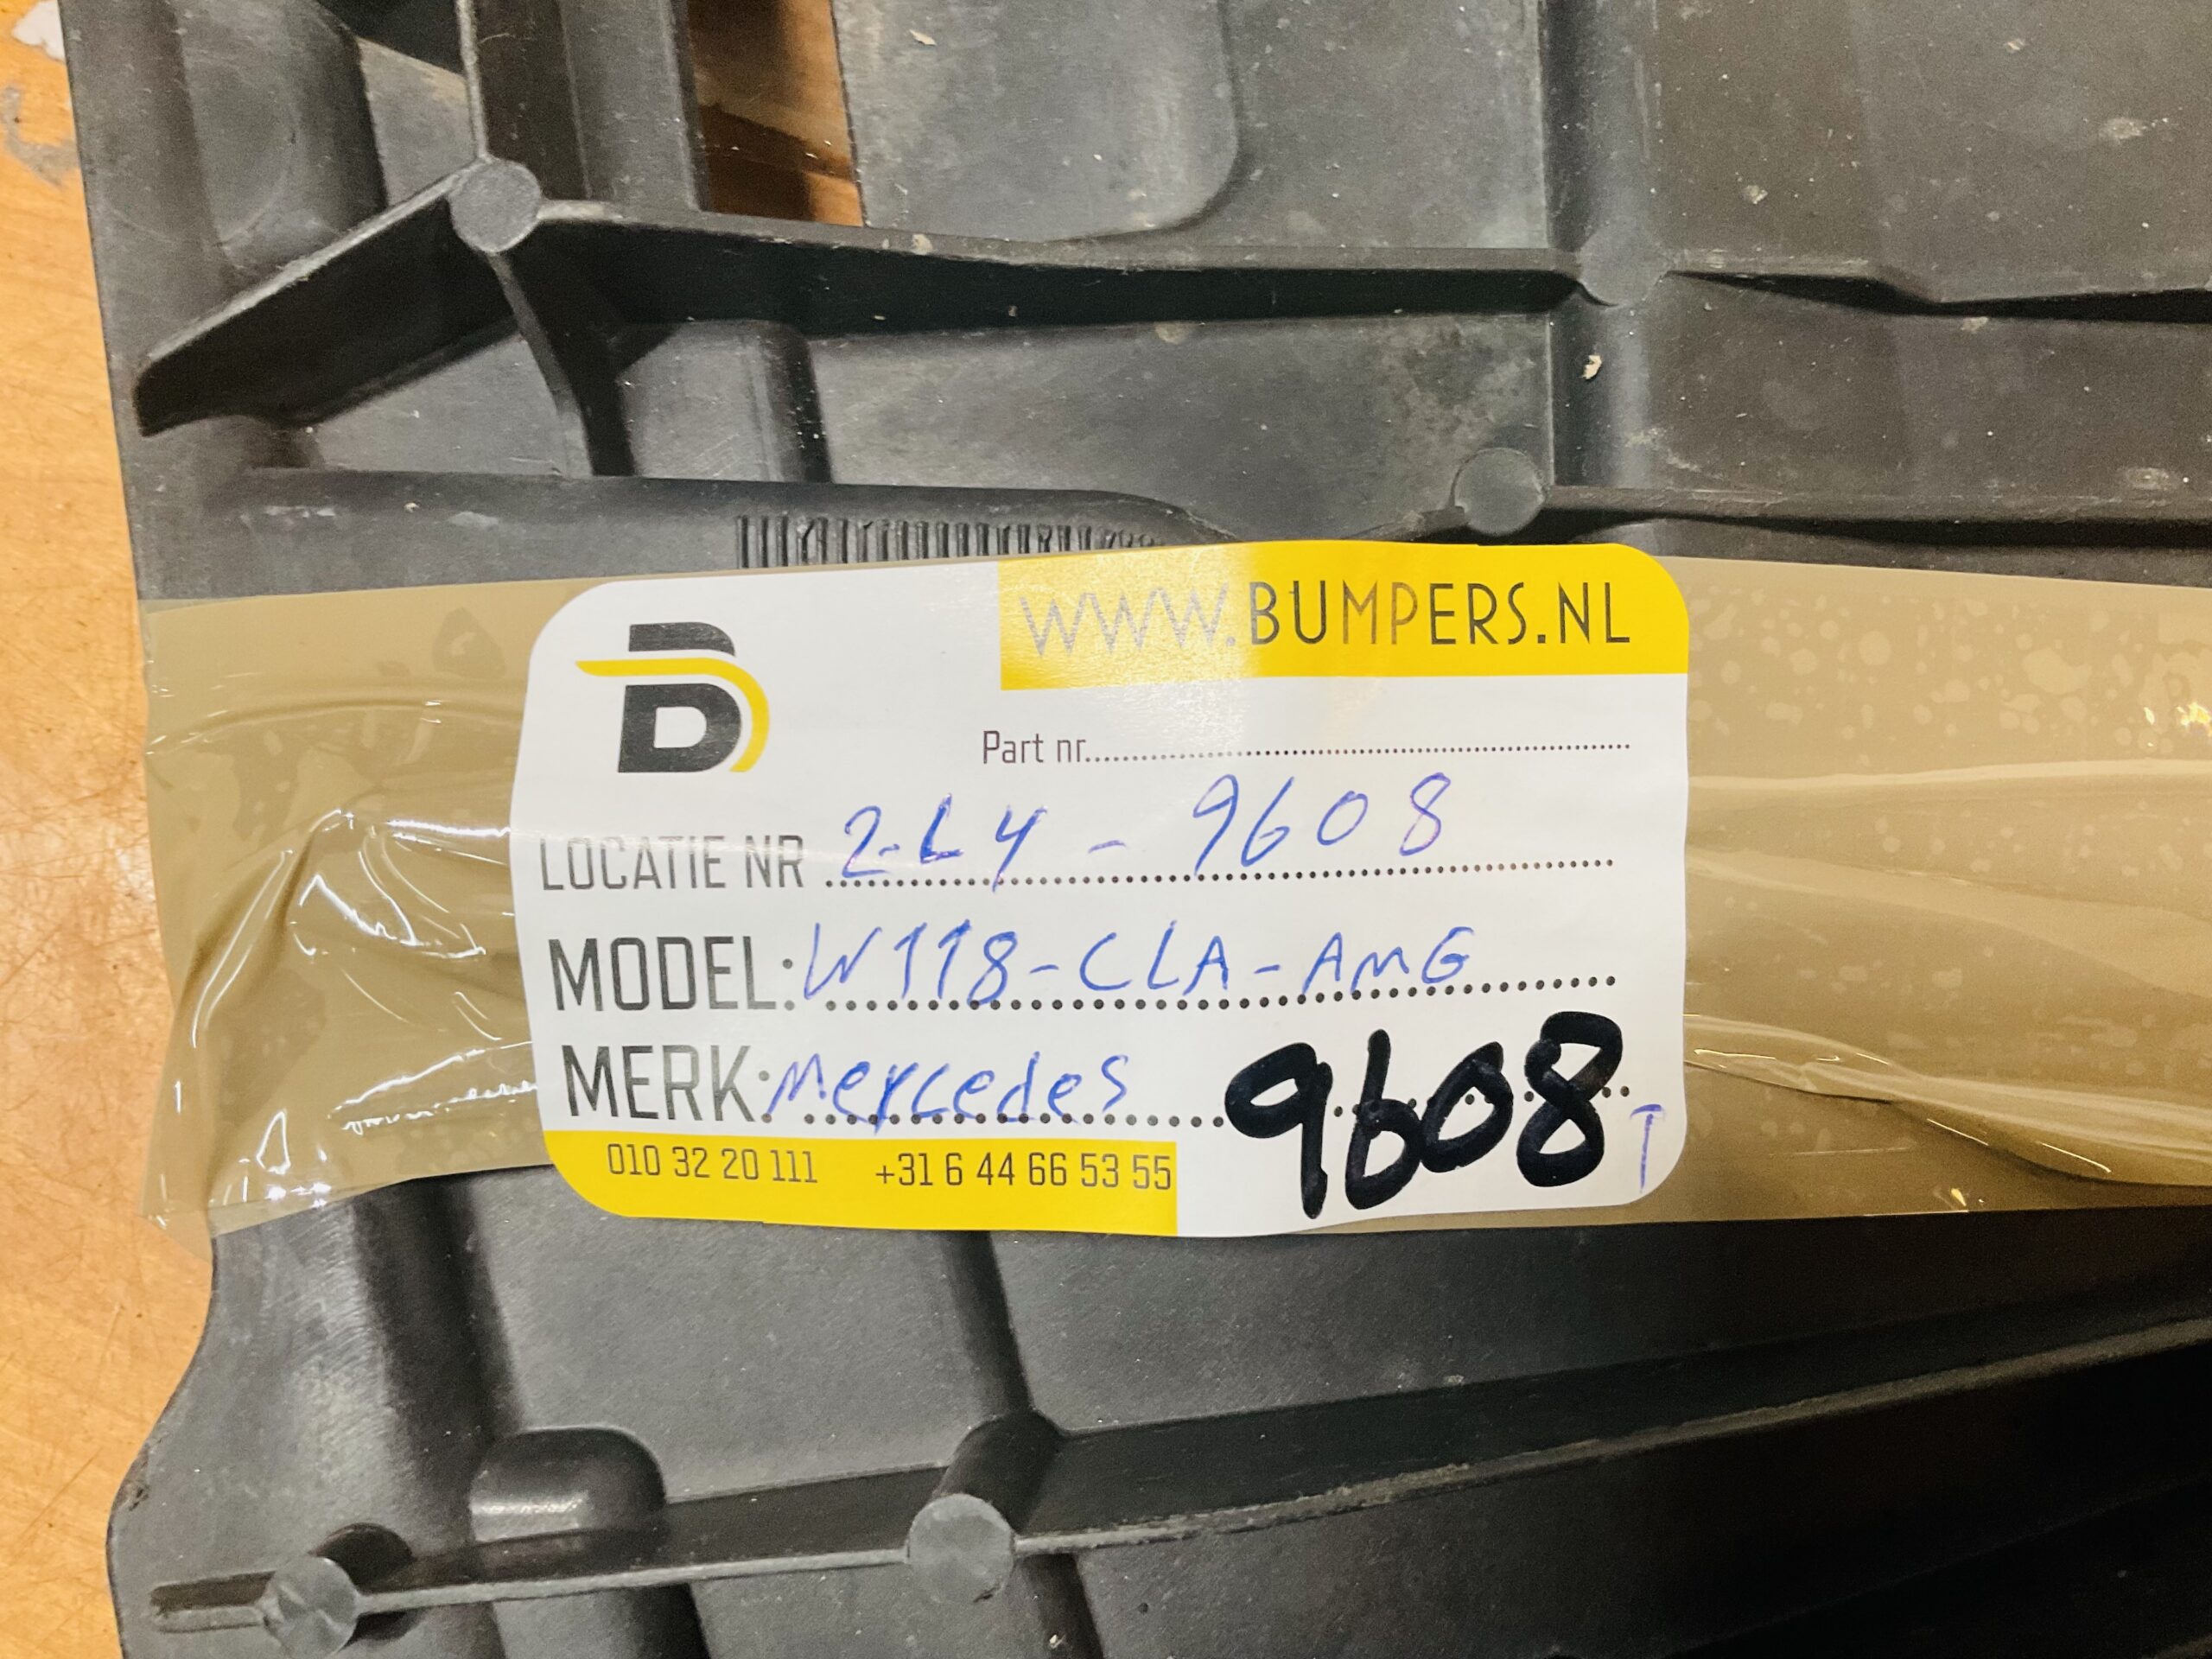 WWW.BUMPERS.NL
Part nr.
LOCATIE NR 2-L4 - 9608
MODEL: W118-CLA-AMG
MERK: Mercedes 9608
010 32 20 111 +31 6 44 66 53 55